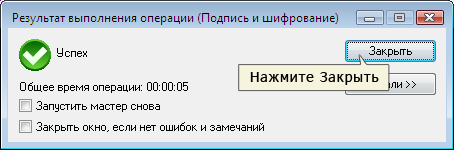 Результат выполнения операции (Подпись и шифрование)
Успех
Закрыть
Нажмите Закрыть
Общее время операции: 00:00:05
ли >>
Запустить мастер снова
Закрыть окно, если нет ошибок и замечаний